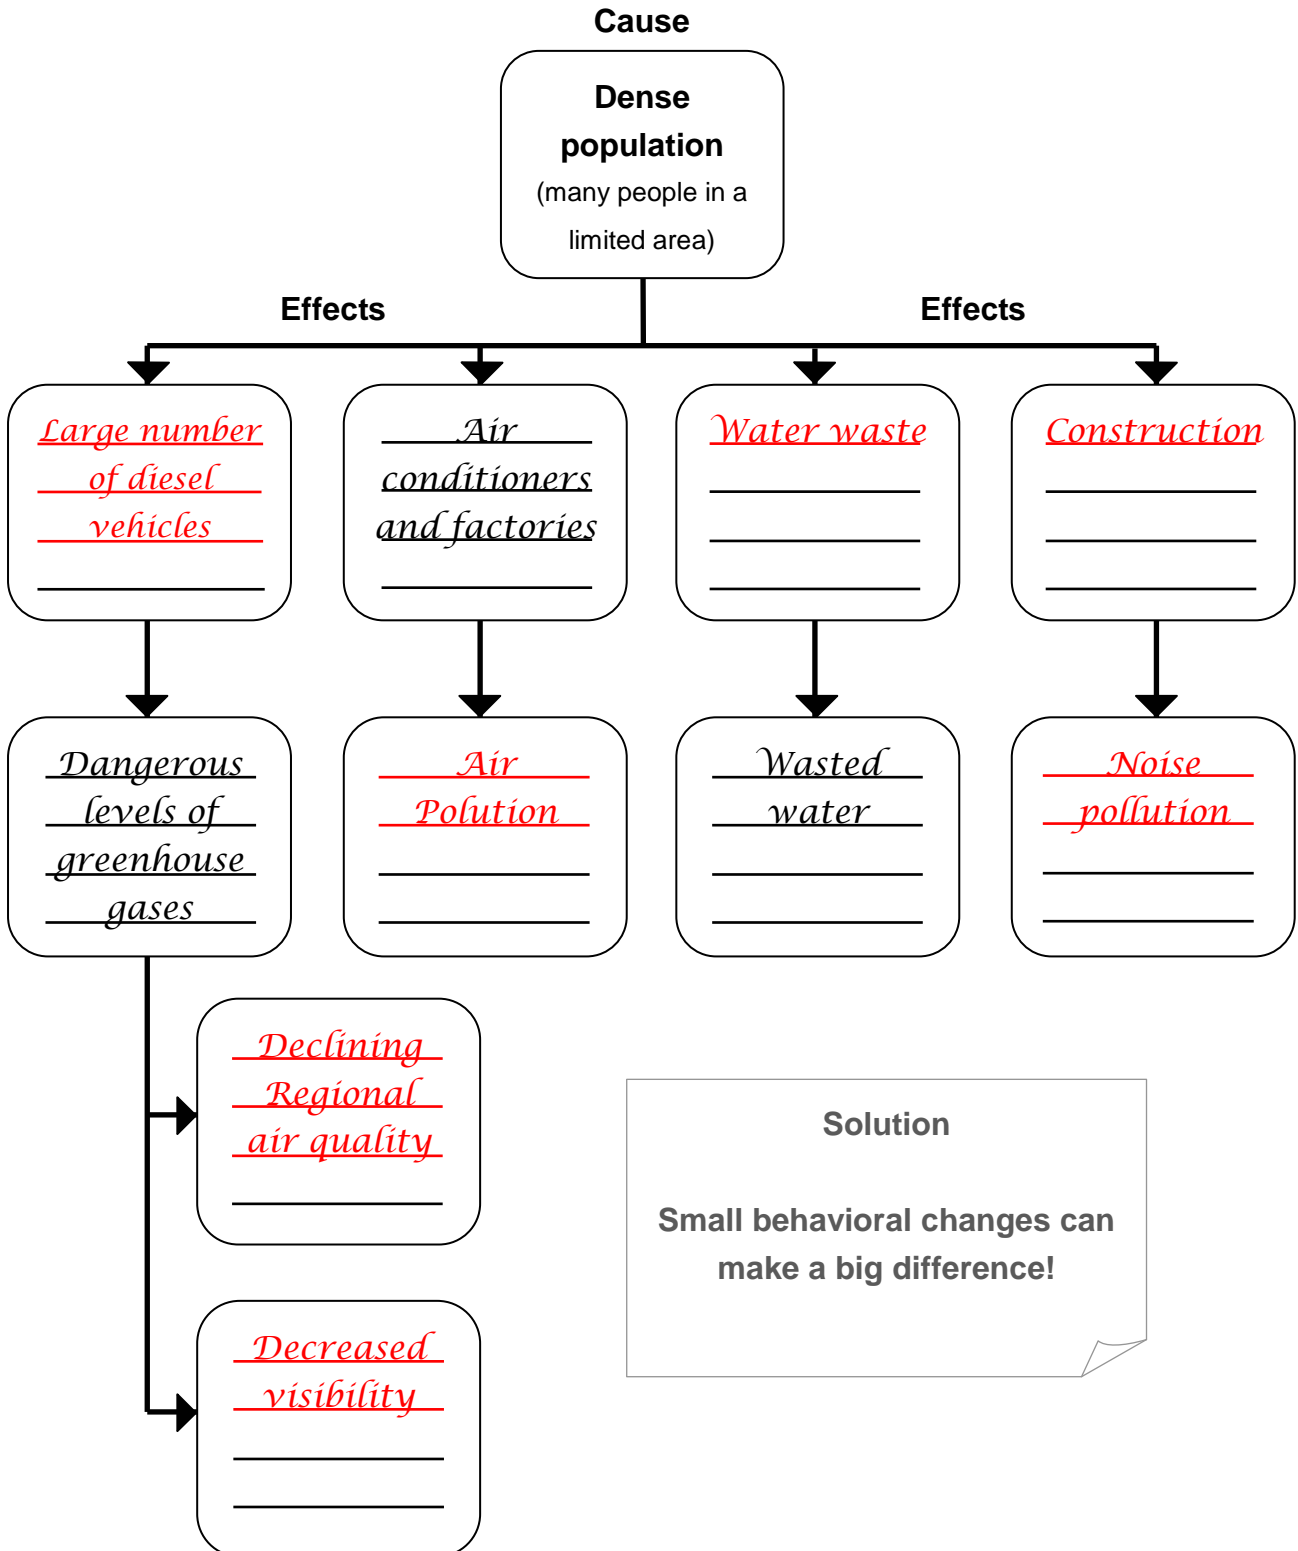 Cause
Dense
population
(many people in a
limited area)
Effects
Effects
Large number
of diesel
vehicles
Air
conditioners
and factories
Water waste
Construction
Dangerous
levels of
greenhouse
gases
Air
Polution
Wasted
water
Noise
pollution
Declining
Regional
air quality
Solution
Small behavioral changes can
make a big difference!
Decreased
visibility